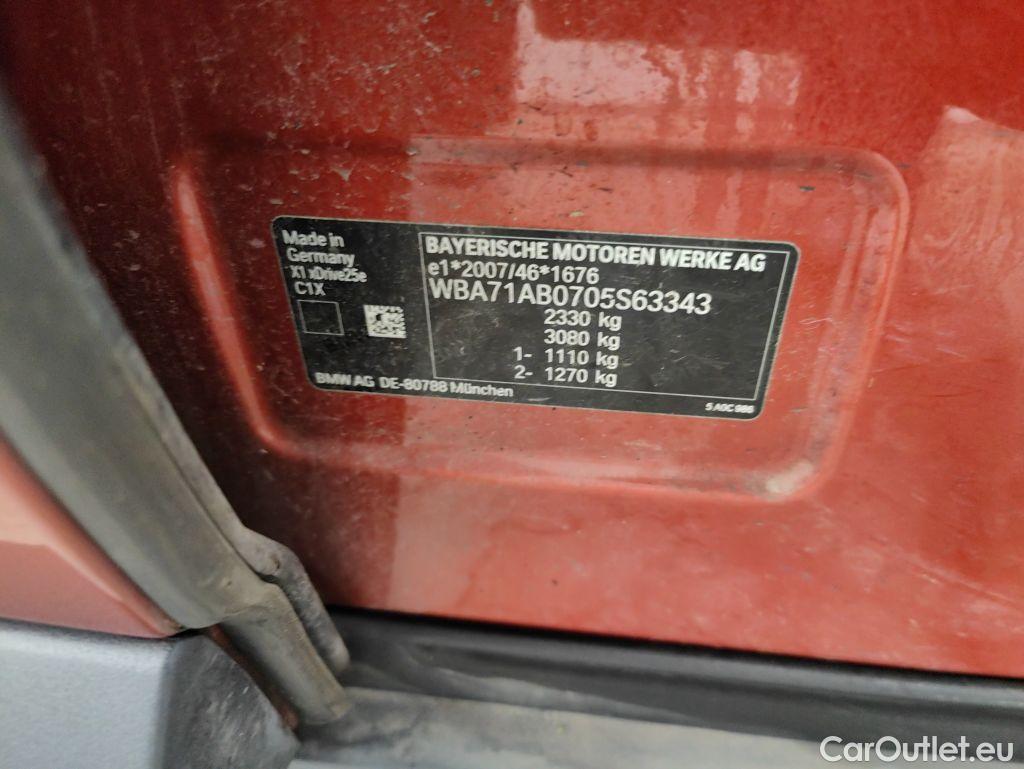 Made in
Germany
X1 xDrive25e
C1X
BAYERISCHE MOTOREN WERKE AG
e1*2007/46*1676
WBA71AB0705S63343
2330 kg
3080 kg
1- 1110 kg
2- 1270 kg
BMW AG DE-80788 München
5 A0C 986
CarOutlet.eu